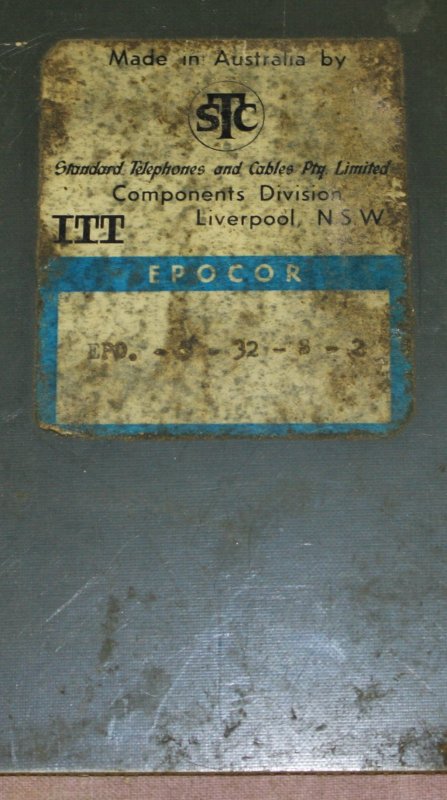 Made in Australia by
STC
Standard Telephones and Cables Pty. Limited
Components Division
ITT Liverpool, N S W
EPOCOR
EPO. - 3 - 32 - 8 - 2